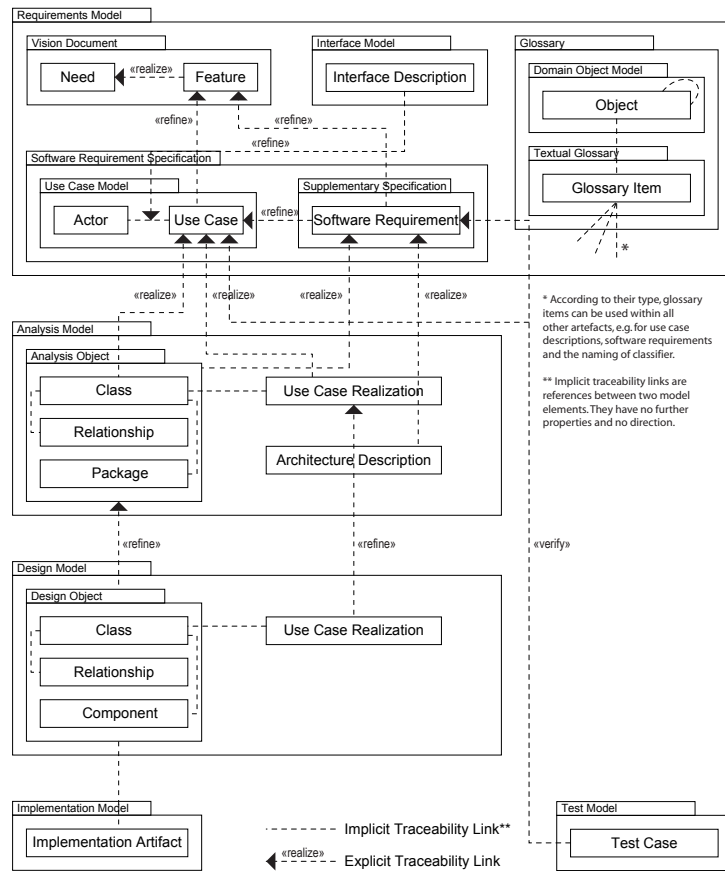 Requirements Model
Vision Document
Need
«realize»
Feature
Interface Model
Interface Description
Glossary
Domain Object Model
Object
«refine»
«refine»
«refine»
Software Requirement Specification
Use Case Model
Actor
Use Case
«refine»
Supplementary Specification
Software Requirement
Textual Glossary
Glossary Item
*
«realize»
«realize»
«realize»
«realize»
* According to their type, glossary
items can be used within all
other artefacts, e.g. for use case
descriptions, software requirements
and the naming of classifier.
** Implicit traceability links are
references between two model
elements. They have no further
properties and no direction.
Analysis Model
Analysis Object
Class
Relationship
Package
Use Case Realization
Architecture Description
«refine»
«refine»
«verify»
Design Model
Design Object
Class
Relationship
Component
Use Case Realization
Implementation Model
Implementation Artifact
Implicit Traceability Link**
«realize»
Explicit Traceability Link
Test Model
Test Case